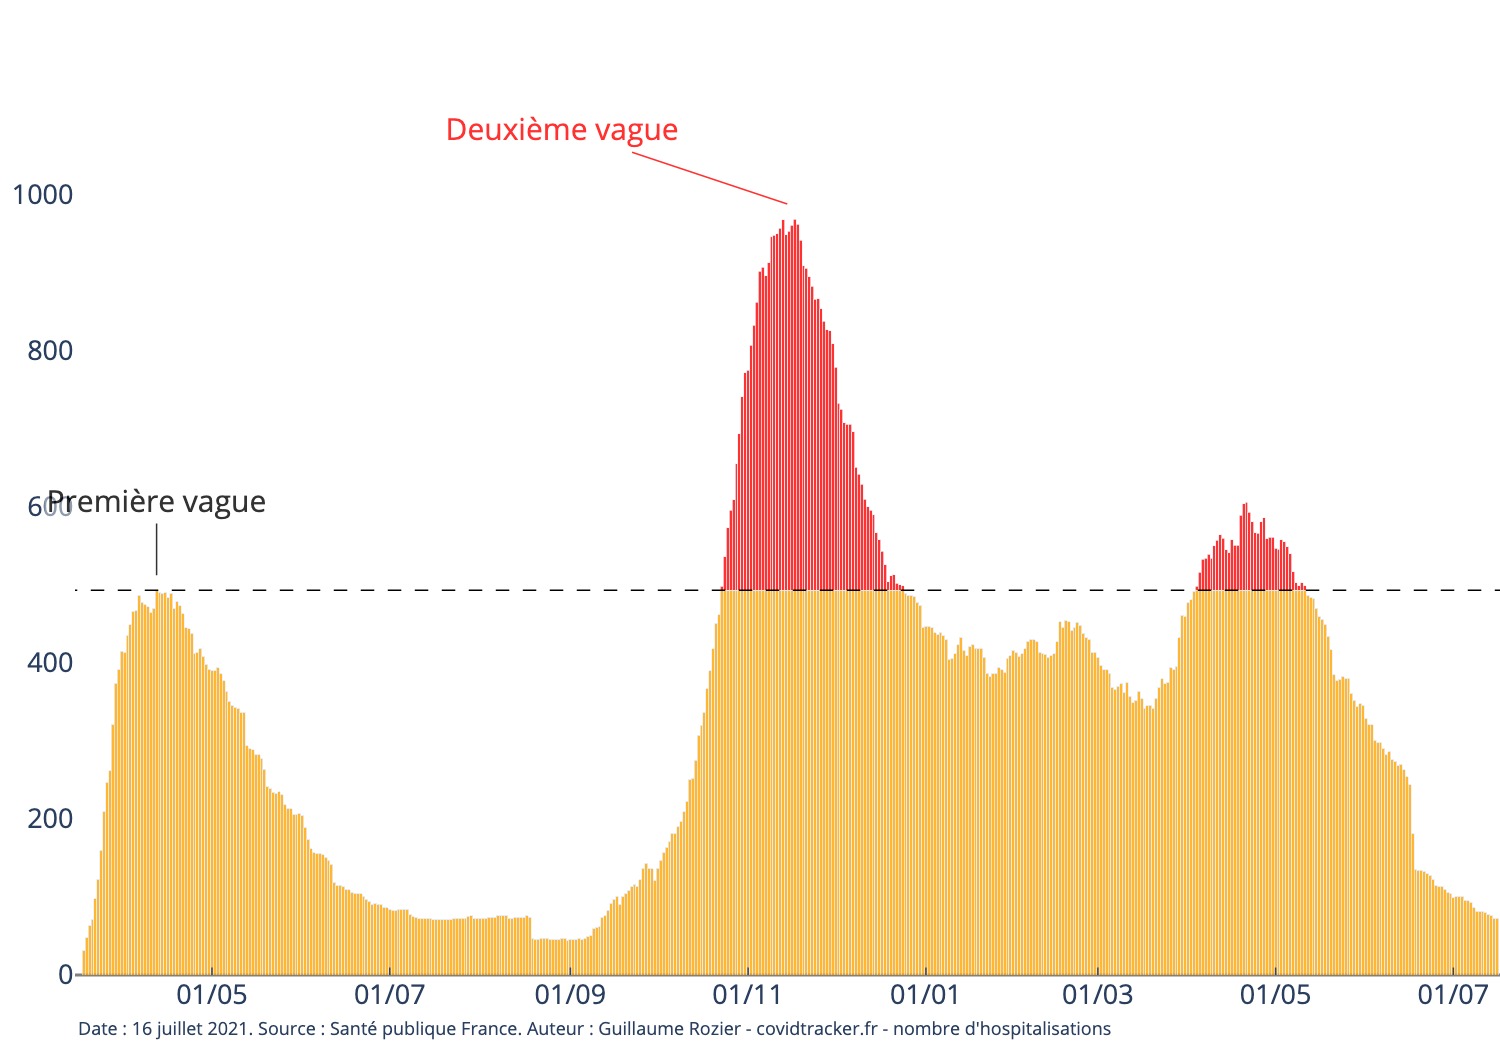 Deuxième vague
1000
800
600
Première vague
400
200
0
01/05 01/07 01/09 01/11 01/01 01/03 01/05 01/07
Date : 16 juillet 2021. Source : Santé publique France. Auteur : Guillaume Rozier - covidtracker.fr - nombre d'hospitalisations